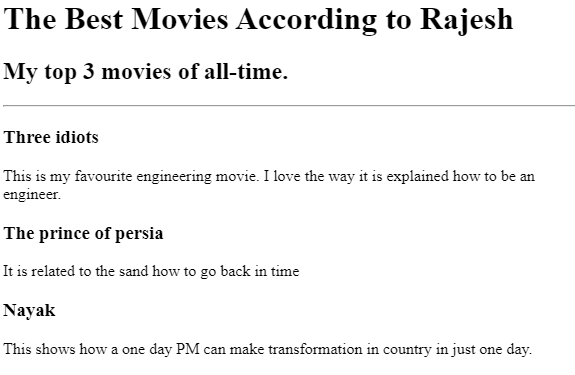 The Best Movies According to Rajesh
My top 3 movies of all-time.
Three idiots
This is my favourite engineering movie. I love the way it is explained how to be an
engineer.
The prince of persia
It is related to the sand how to go back in time
Nayak
This shows how a one day PM can make transformation in country in just one day.